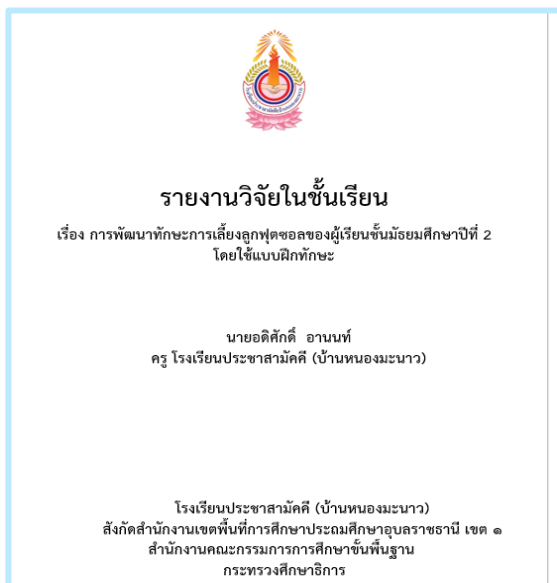 รายงานวิจัยในชั้นเรียน
เรื่อง การพัฒนาทักษะการเลี้ยงลูกฟุตซอลของผู้เรียนชั้นมัธยมศึกษาปีที่ 2
โดยใช้แบบฝึกทักษะ
นายอดิศักดิ์ อานนท์
ครู โรงเรียนประชาสามัคคี (บ้านหนองมะนาว)
โรงเรียนประชาสามัคคี (บ้านหนองมะนาว)
สังกัดสำนักงานเขตพื้นที่การศึกษาประถมศึกษาอุบลราชธานี เขต ๑
สำนักงานคณะกรรมการการศึกษาขั้นพื้นฐาน
กระทรวงศึกษาธิการ